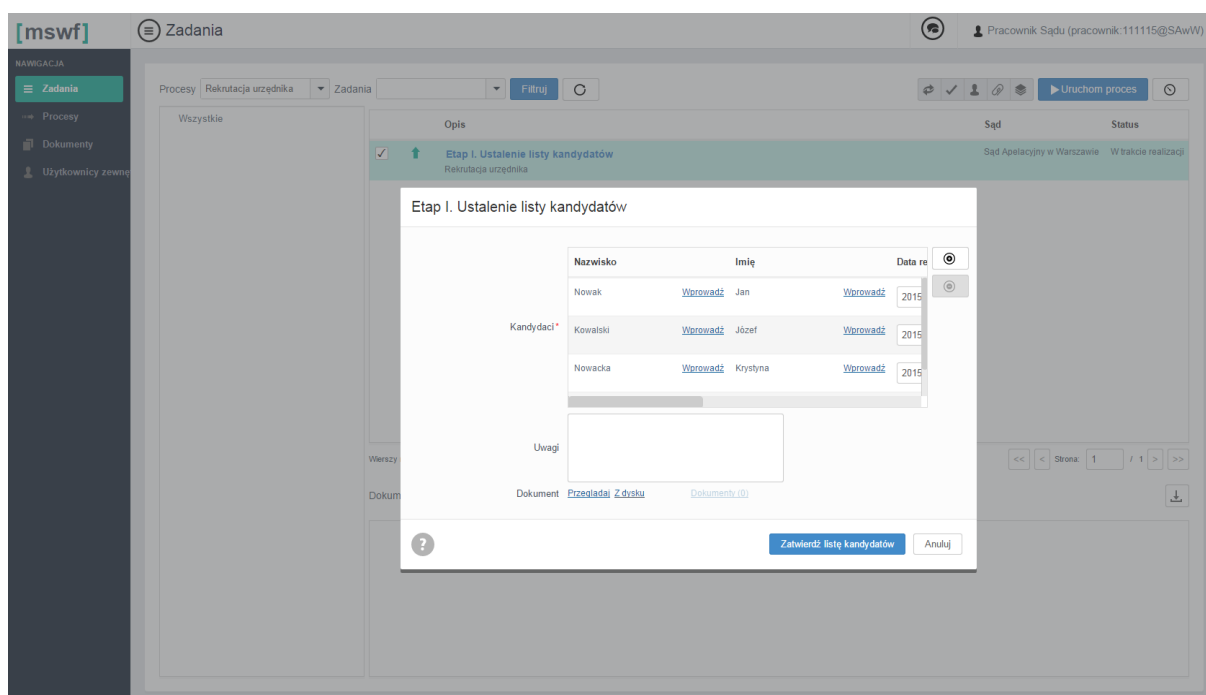 [mswf]
Zadania
Pracownik Sądu (pracownik:111115@SAwW)
NAWIGACJA
Zadania
Procesy
Dokumenty
Użytkownicy zewnę
Procesy Rekrutacja urzędnika Zadania Filtruj Uruchom proces
Wszystkie
Opis Sąd Status
Etap I. Ustalenie listy kandydatów Sąd Apelacyjny w Warszawie W trakcie realizacji
Rekrutacja urzędnika
Etap I. Ustalenie listy kandydatów
Nazwisko Imię Data re
Nowak Wprowadź Jan Wprowadź 2015
Kandydaci* Kowalski Wprowadź Józef Wprowadź 2015
Nowacka Wprowadź Krystyna Wprowadź 2015
Uwagi
Wierszy << < Strona: 1 / 1 > >>
Dokument Przeglądaj Z dysku Dokumenty (0)
Dokum
? Zatwierdź listę kandydatów Anuluj